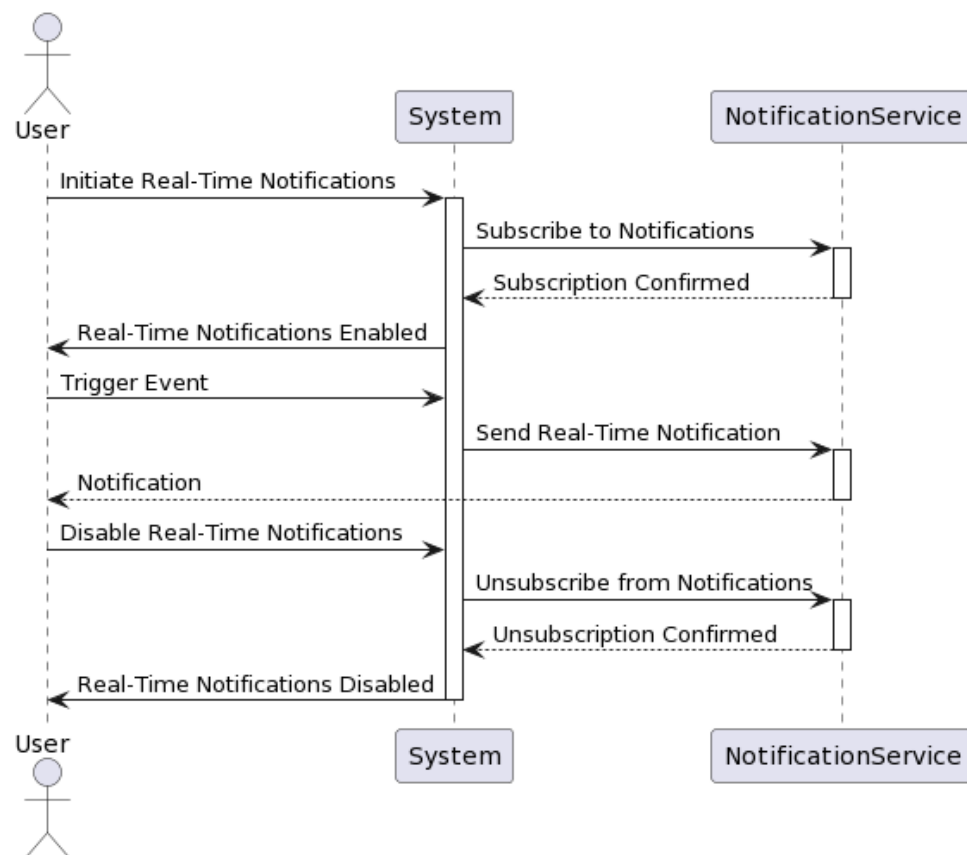 User
System
NotificationService
Initiate Real-Time Notifications
Subscribe to Notifications
Subscription Confirmed
Real-Time Notifications Enabled
Trigger Event
Send Real-Time Notification
Notification
Disable Real-Time Notifications
Unsubscribe from Notifications
Unsubscription Confirmed
Real-Time Notifications Disabled
User
System
NotificationService